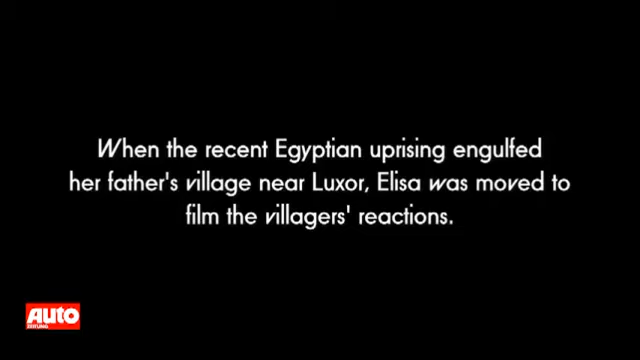 When the recent Egyptian uprising engulfed
her father's village near Luxor, Elisa was moved to
film the villagers' reactions.
AUTO
ZEITUNG